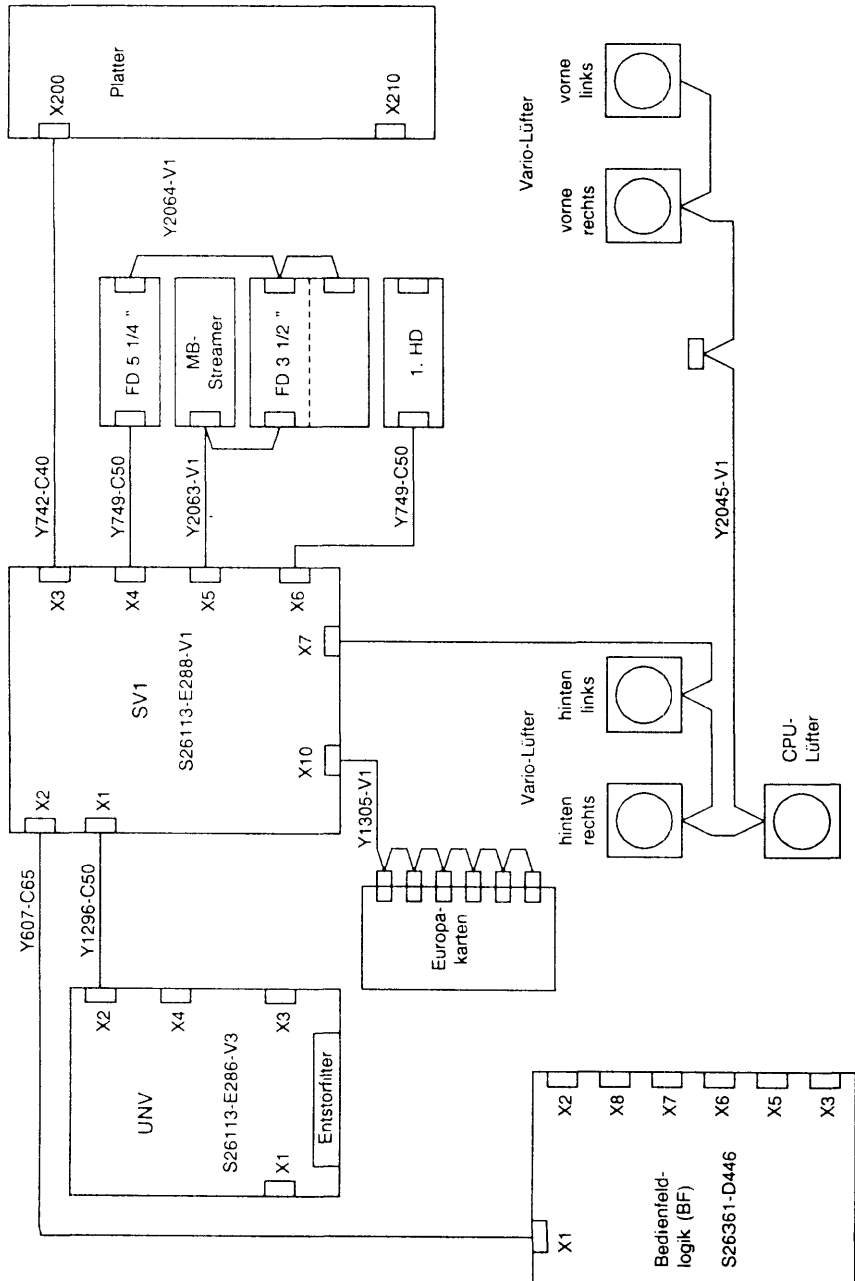 Platter
X200
X210
Y742-C40
Y749-C50
Y2063-V1
Y2064-V1
FD 5 1/4 "
MB-
Streamer
FD 3 1/2 "
1. HD
Y749-C50
SV1
S26113-E288-V1
X2
X1
X3
X4
X5
X6
X7
X10
Y607-C65
Y1296-C50
Y1305-V1
UNV
S26113-E286-V3
X2
X4
X3
X1
Entstörfilter
Europa-
karten
Vario-Lüfter
hinten
rechts
hinten
links
CPU-
Lüfter
Y2045-V1
Vario-Lüfter
vorne
rechts
vorne
links
Bedienfeld-
logik (BF)
S26361-D446
X1
X2
X8
X7
X6
X5
X3